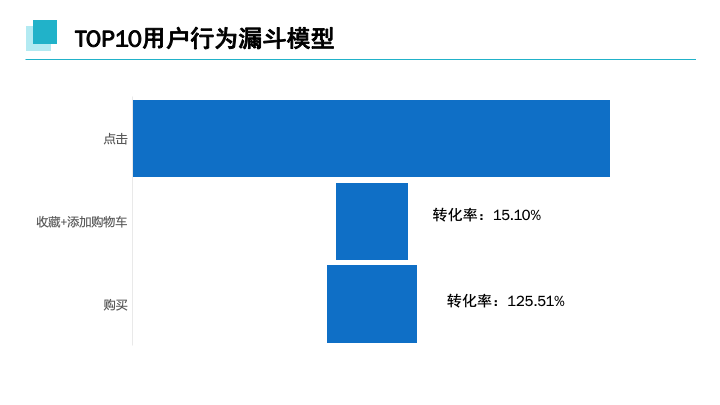 TOP10用户行为漏斗模型
点击
收藏+添加购物车
转化率：15.10%
购买
转化率：125.51%